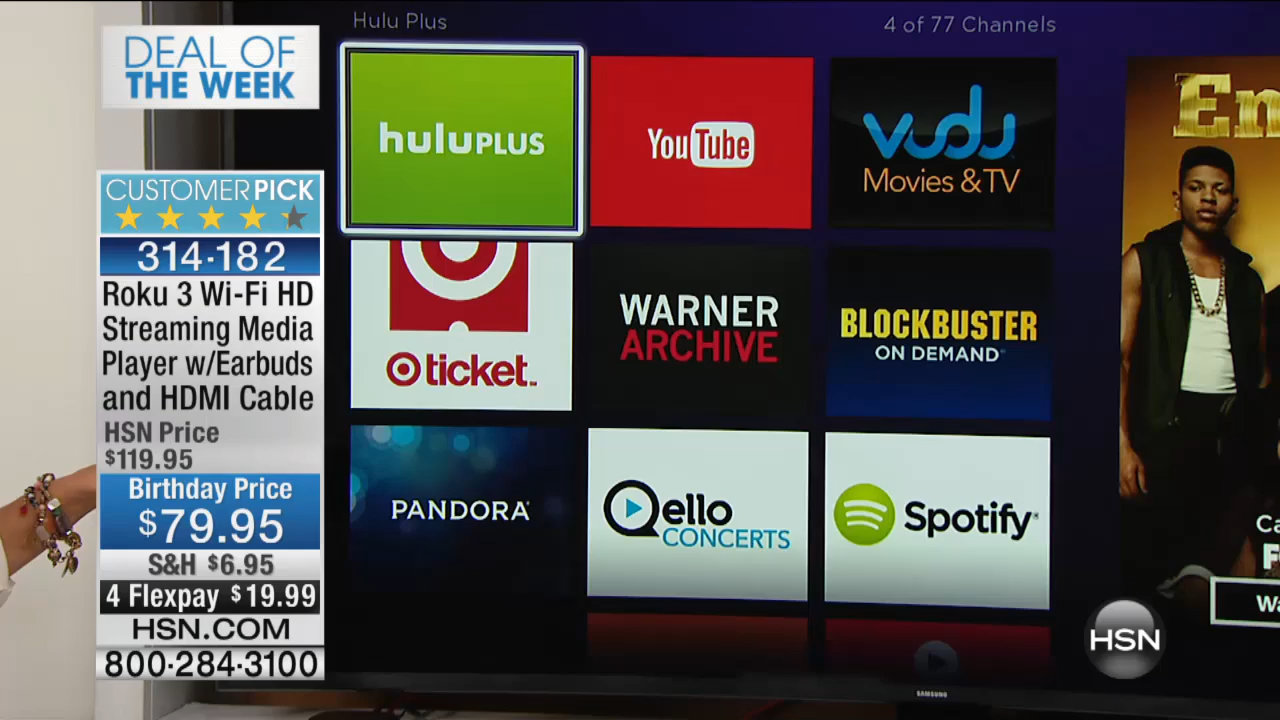 DEAL OF
THE WEEK
CUSTOMER PICK
314-182
Roku 3 Wi-Fi HD
Streaming Media
Player w/Earbuds
and HDMI Cable
HSN Price
$119.95
Birthday Price
$79.95
S&H $6.95
4 Flexpay $19.99
HSN.COM
800-284-3100
Hulu Plus
4 of 77 Channels
huluPLUS
YouTube
vudu
Movies & TV
ticket
WARNER
ARCHIVE
BLOCKBUSTER
ON DEMAND
PANDORA
Qello
CONCERTS
Spotify
HSN
SAMSUNG